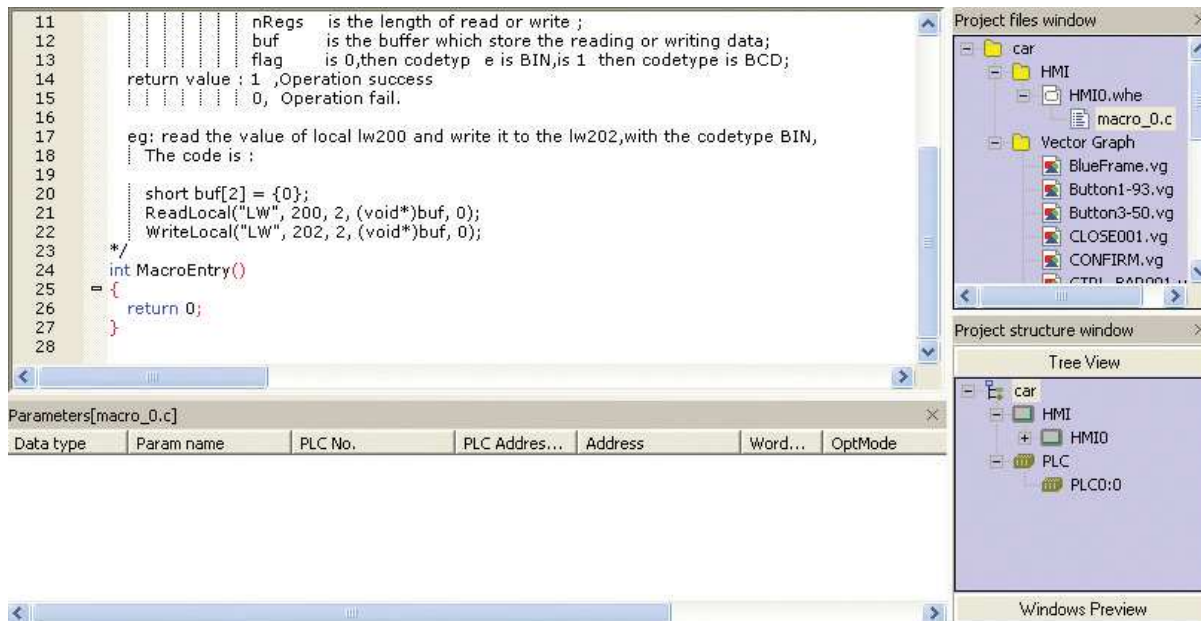 11 nRegs is the length of read or write ;
12 buf is the buffer which store the reading or writing data;
13 flag is 0,then codetyp e is BIN,is 1 then codetype is BCD;
14 return value : 1 ,Operation success
15 0, Operation fail.
16
17 eg: read the value of local lw200 and write it to the lw202,with the codetype BIN,
18 The code is :
19
20 short buf[2] = {0};
21 ReadLocal("LW", 200, 2, (void*)buf, 0);
22 WriteLocal("LW", 202, 2, (void*)buf, 0);
23 */
24 int MacroEntry()
25 {
26 return 0;
27 }
28
Parameters[macro_0.c]
Data type Param name PLC No. PLC Addres... Address Word... OptMode
Project files window
car
HMI
HMI0.whe
macro_0.c
Vector Graph
BlueFrame.vg
Button1-93.vg
Button3-50.vg
CLOSE001.vg
CONFIRM.vg
Project structure window
Tree View
car
HMI
HMI0
PLC
PLC0:0
Windows Preview